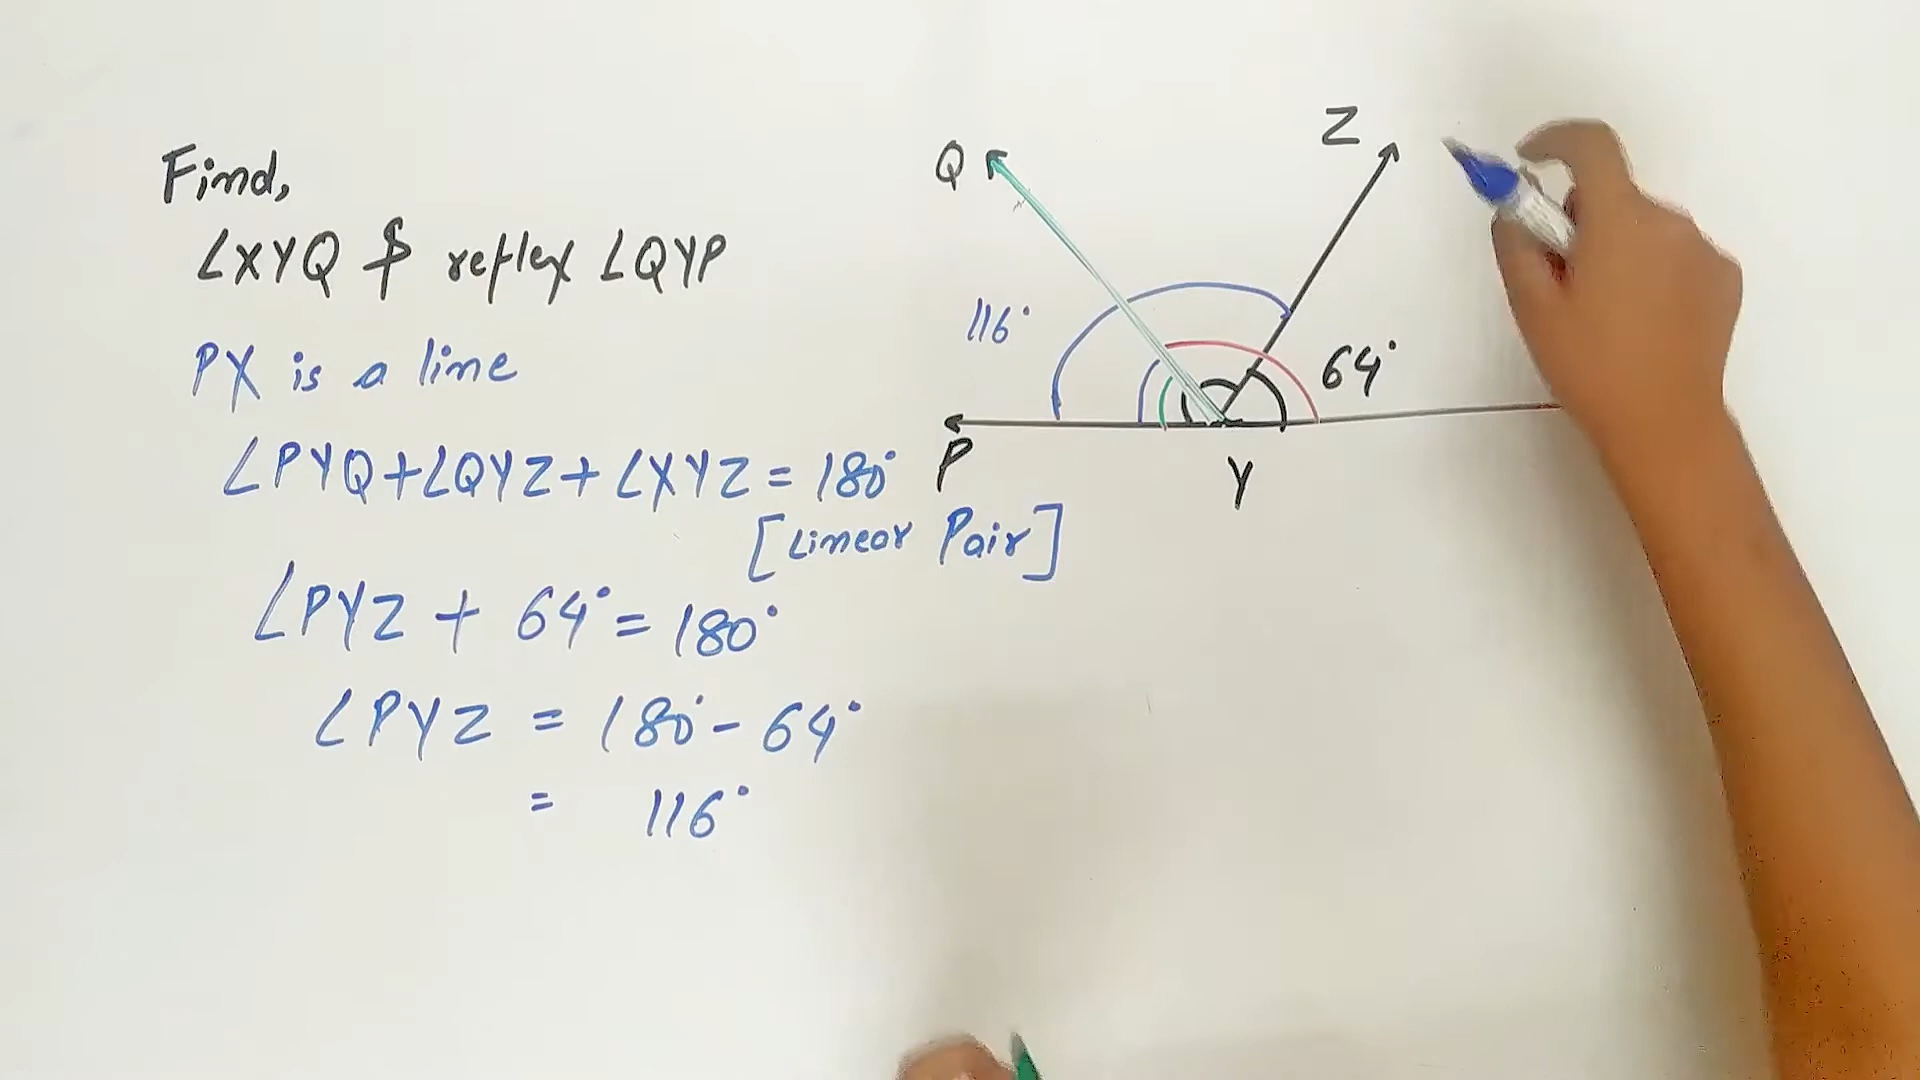 Find,
∠XYQ & reflex ∠QYP
PX is a line
∠PYQ+∠QYZ+∠XYZ = 180°
[Linear Pair]
∠PYZ + 64° = 180°
∠PYZ = 180° - 64°
= 116°
Q
Z
116°
64°
P
Y